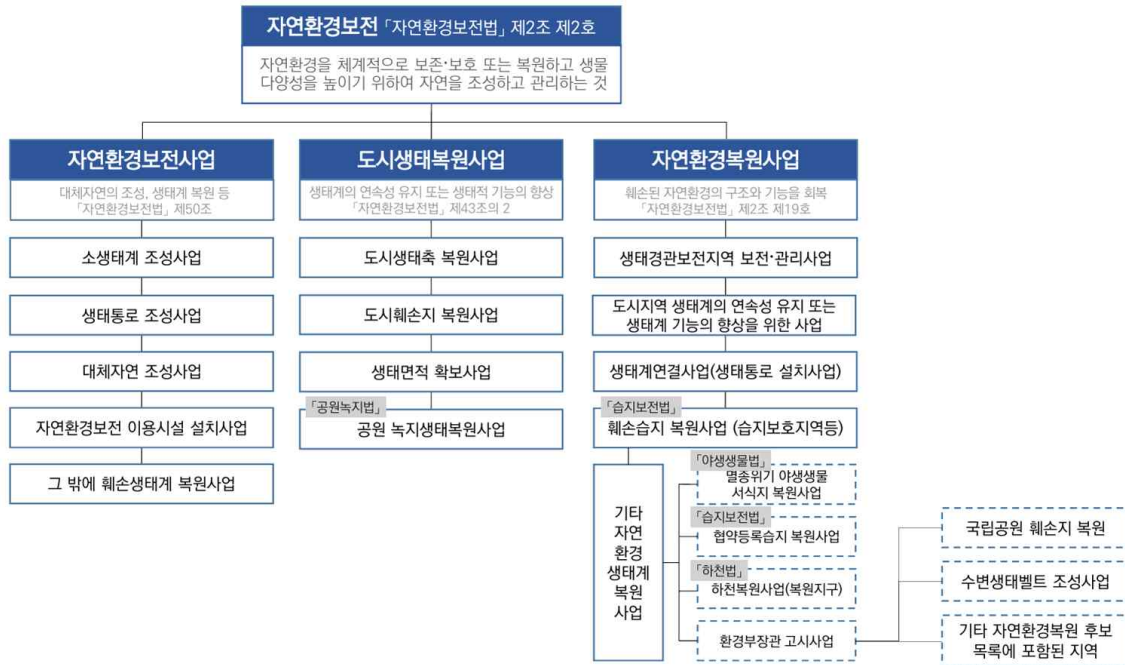 자연환경보전 「자연환경보전법」 제2조 제2호
자연환경을 체계적으로 보존·보호 또는 복원하고 생물
다양성을 높이기 위하여 자연을 조성하고 관리하는 것
자연환경보전사업
대체자연의 조성, 생태계 복원 등
「자연환경보전법」 제50조
소생태계 조성사업
생태통로 조성사업
대체자연 조성사업
자연환경보전 이용시설 설치사업
그 밖에 훼손생태계 복원사업
도시생태복원사업
생태계의 연속성 유지 또는 생태적 기능의 향상
「자연환경보전법」 제43조의 2
도시생태축 복원사업
도시훼손지 복원사업
생태면적 확보사업
「공원녹지법」
공원 녹지생태복원사업
자연환경복원사업
훼손된 자연환경의 구조와 기능을 회복
「자연환경보전법」 제2조 제19호
생태경관보전지역 보전·관리사업
도시지역 생태계의 연속성 유지 또는
생태계 기능의 향상을 위한 사업
생태계연결사업(생태통로 설치사업)
「습지보전법」
훼손습지 복원사업 (습지보호지역등)
기타
자연
환경
생태계
복원
사업
「야생생물법」
멸종위기 야생생물
서식지 복원사업
「습지보전법」
협약등록습지 복원사업
「하천법」
하천복원사업(복원지구)
환경부장관 고시사업
국립공원 훼손지 복원
수변생태벨트 조성사업
기타 자연환경복원 후보
목록에 포함된 지역